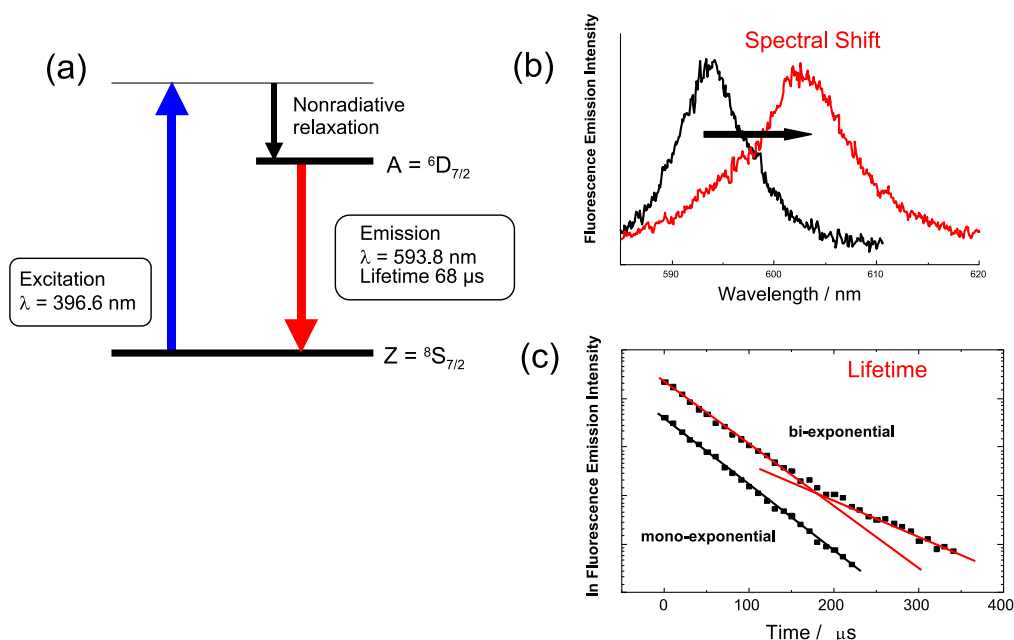 (a)
Nonradiative
relaxation
A = ⁶D₇/₂
Emission
λ = 593.8 nm
Lifetime 68 µs
Excitation
λ = 396.6 nm
Z = ⁸S₇/₂
(b)
Spectral Shift
Fluorescence Emission Intensity
590 600 610 620
Wavelength / nm
(c)
Lifetime
bi-exponential
mono-exponential
ln Fluorescence Emission Intensity
0 100 200 300 400
Time / µs